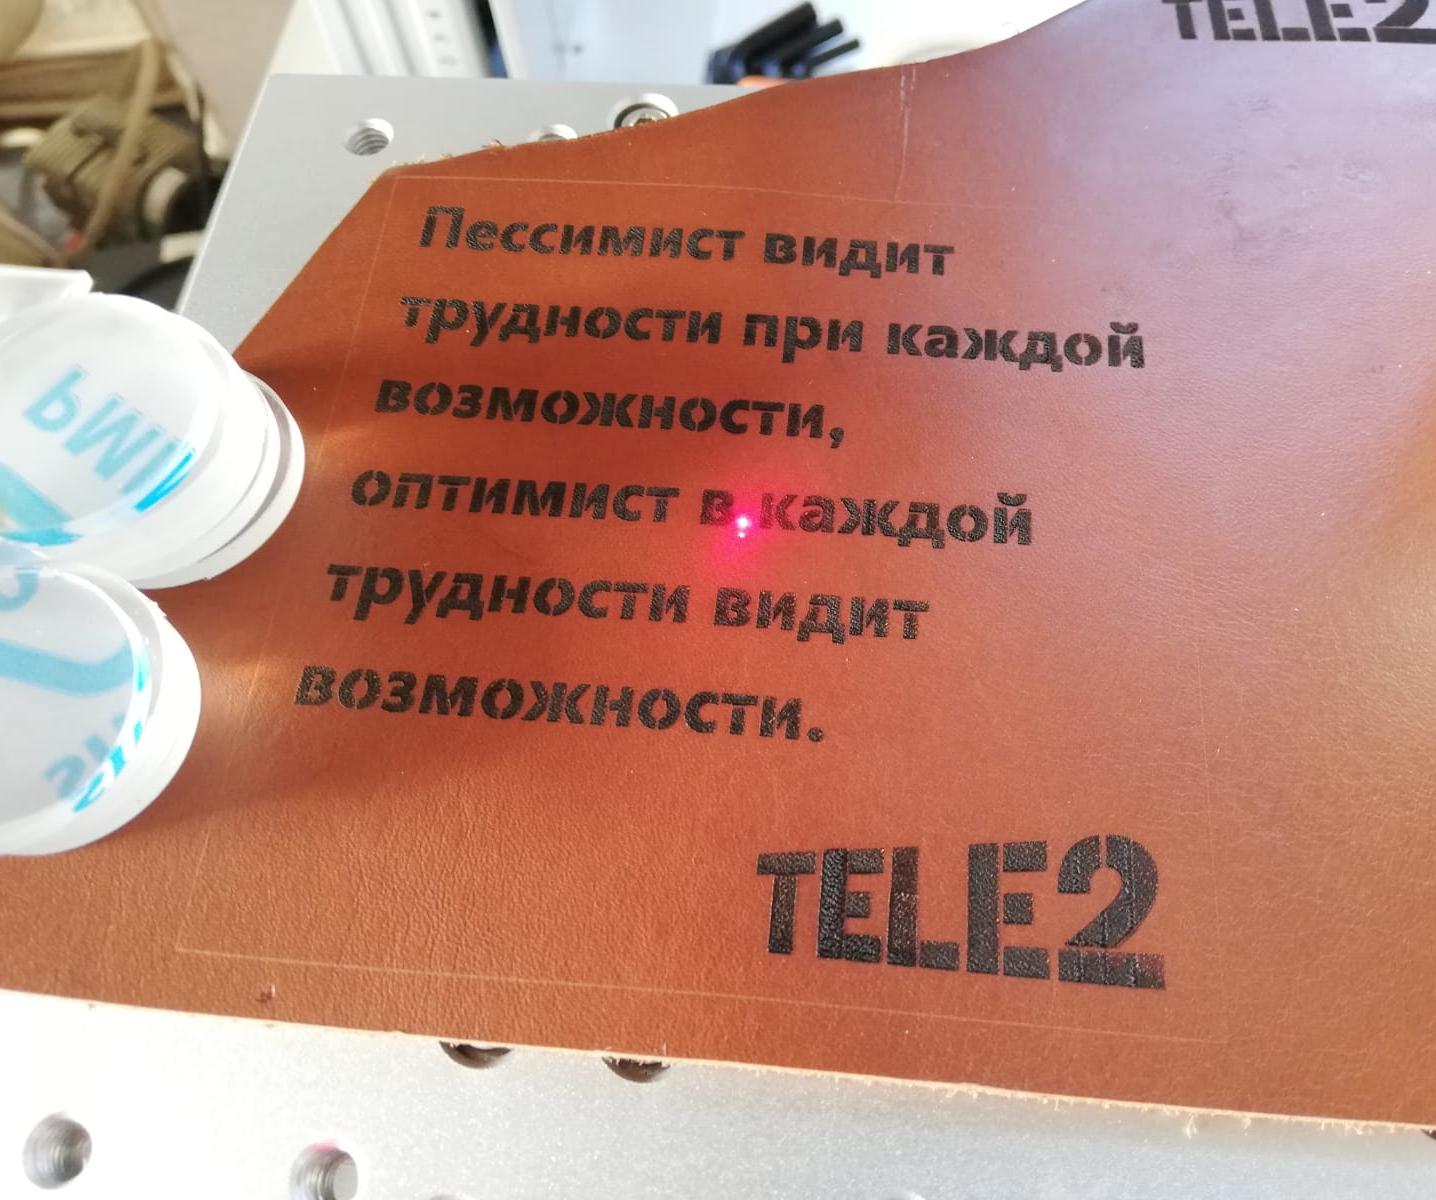 TELE2
Пессимист видит
трудности при каждой
возможности,
оптимист в каждой
трудности видит
возможности.
TELE2